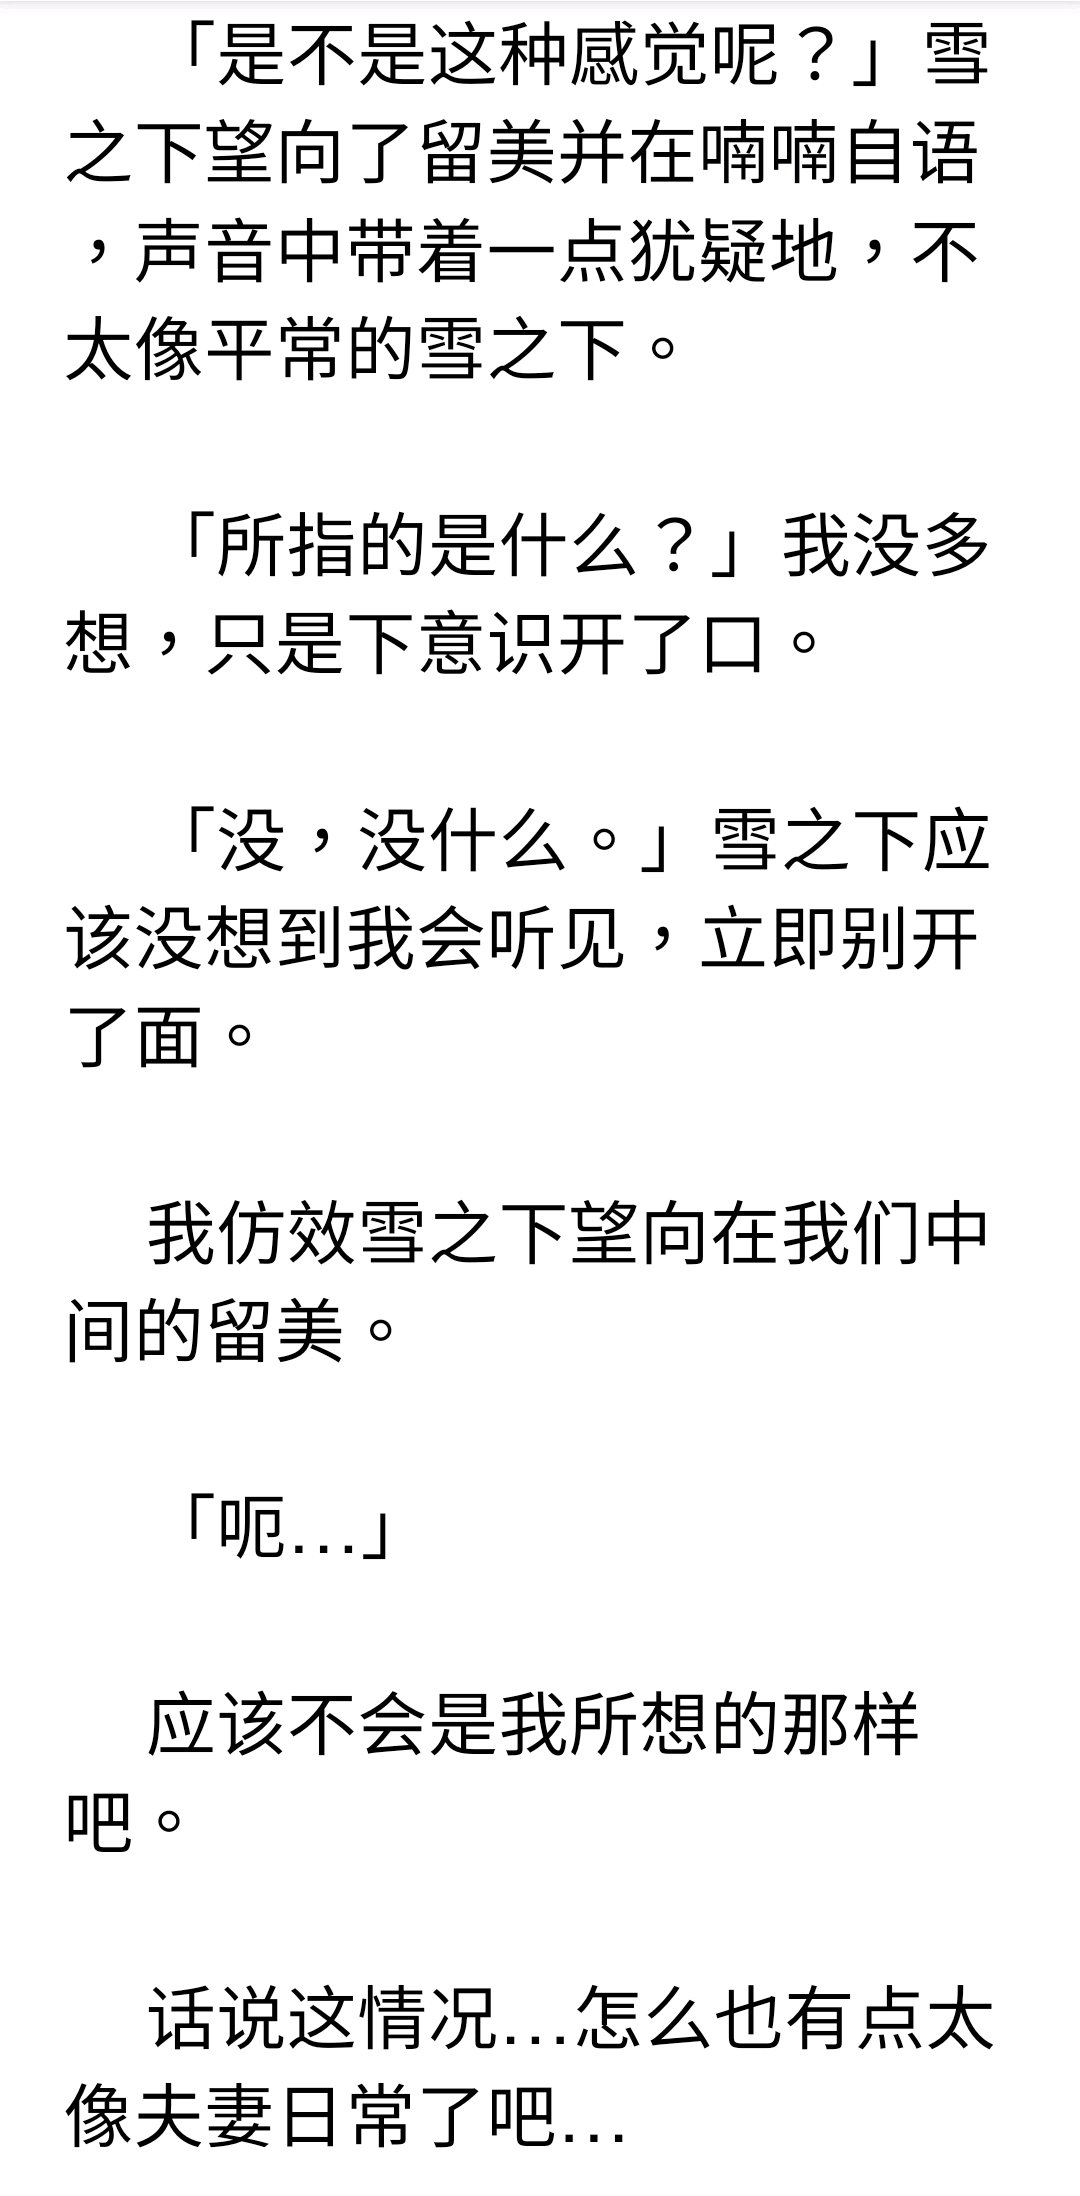 「是不是这种感觉呢？」雪
之下望向了留美并在喃喃自语
，声音中带着一点犹疑地，不
太像平常的雪之下。
「所指的是什么？」我没多
想，只是下意识开了口。
「没，没什么。」雪之下应
该没想到我会听见，立即别开
了面。
我仿效雪之下望向在我们中
间的留美。
「呃…」
应该不会是我所想的那样
吧。
话说这情况…怎么也有点太
像夫妻日常了吧…